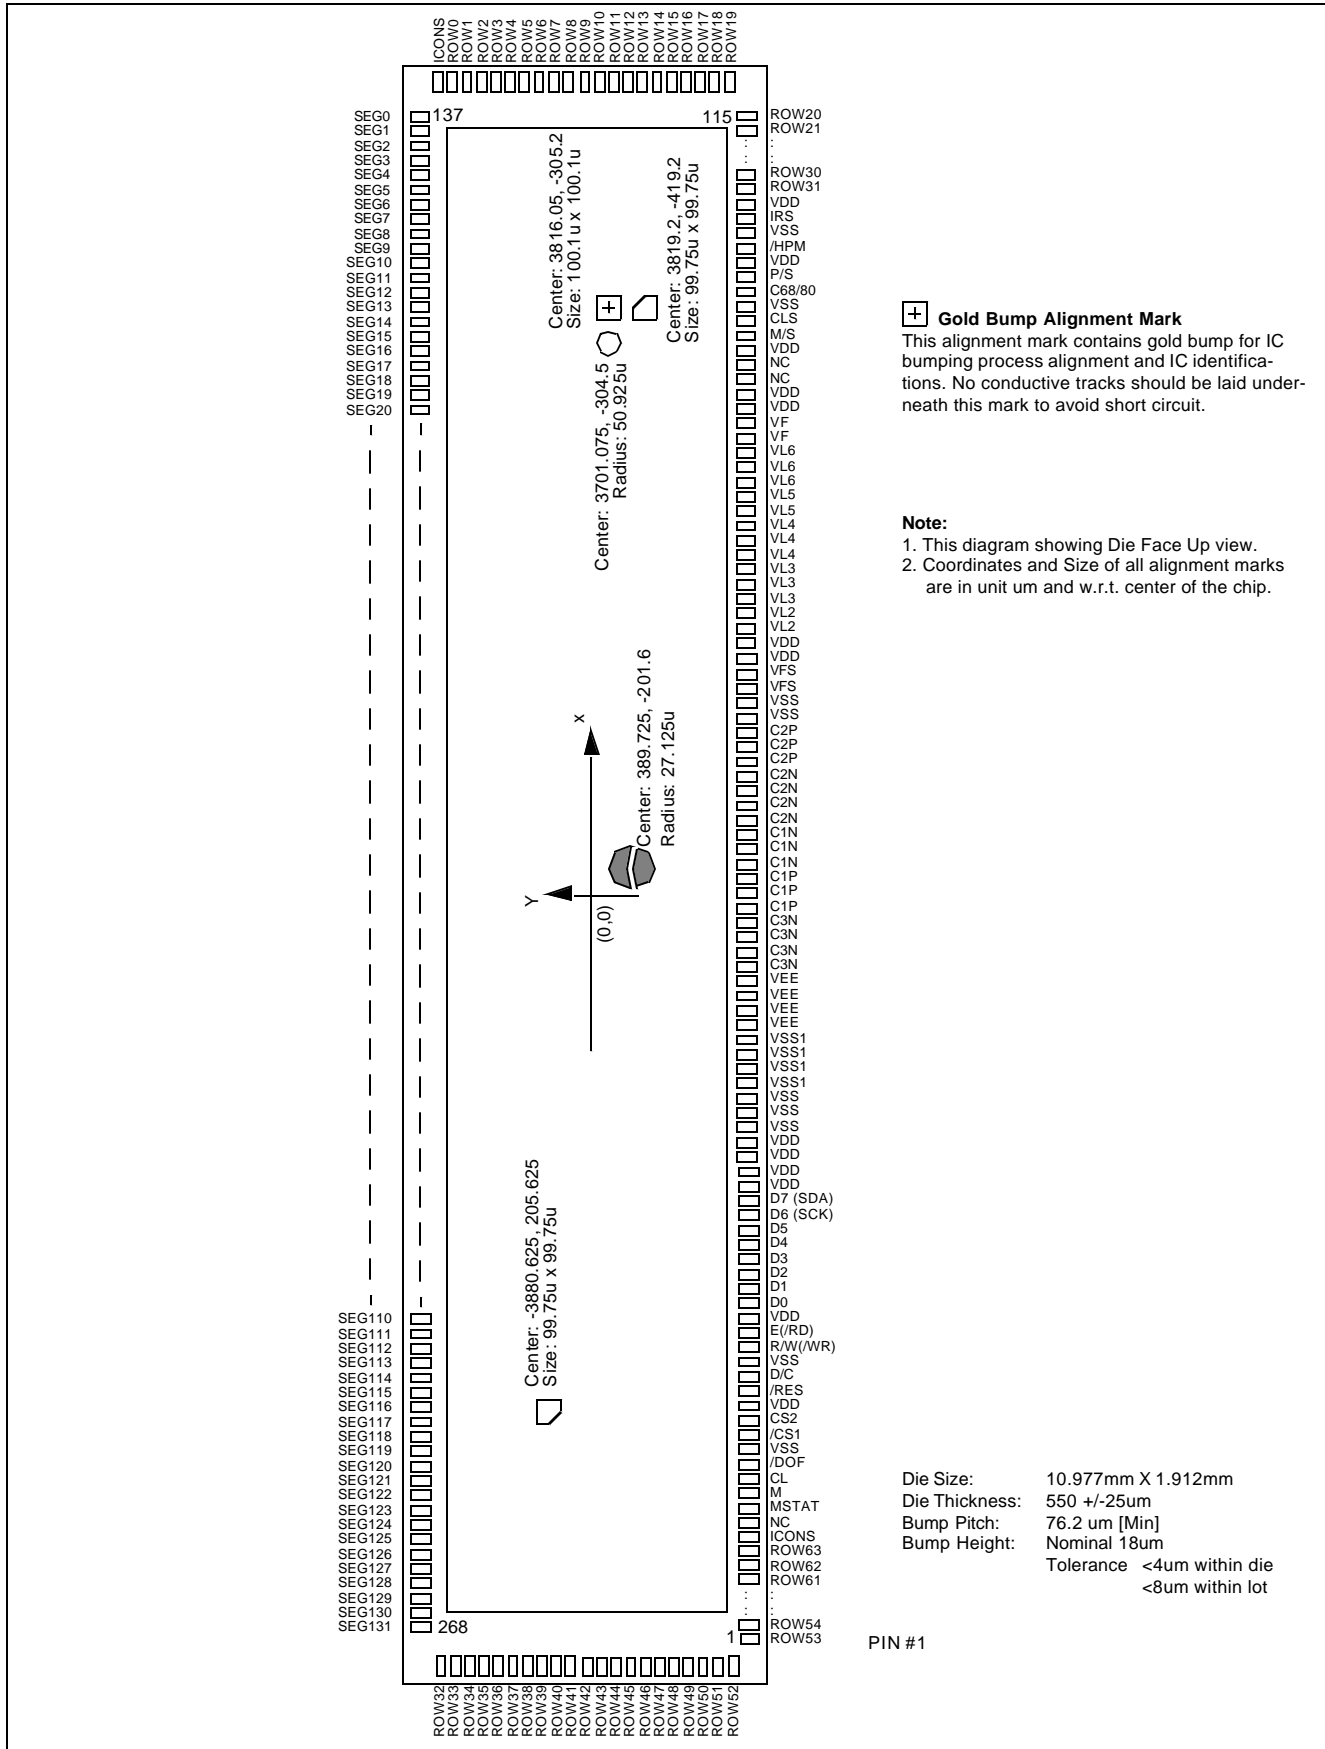 ICONS
ROW0
ROW1
ROW2
ROW3
ROW4
ROW5
ROW6
ROW7
ROW8
ROW9
ROW10
ROW11
ROW12
ROW13
ROW14
ROW15
ROW16
ROW17
ROW18
ROW19
SEG0
SEG1
SEG2
SEG3
SEG4
SEG5
SEG6
SEG7
SEG8
SEG9
SEG10
SEG11
SEG12
SEG13
SEG14
SEG15
SEG16
SEG17
SEG18
SEG19
SEG20
SEG110
SEG111
SEG112
SEG113
SEG114
SEG115
SEG116
SEG117
SEG118
SEG119
SEG120
SEG121
SEG122
SEG123
SEG124
SEG125
SEG126
SEG127
SEG128
SEG129
SEG130
SEG131
137
115
268
1
Center: 3816.05, -305.2
Size: 100.1u x 100.1u
Center: 3819.2, -419.2
Size: 99.75u x 99.75u
Center: 3701.075, -304.5
Radius: 50.925u
x
Center: 389.725, -201.6
Radius: 27.125u
Y
(0,0)
Center: -3880.625, 205.625
Size: 99.75u x 99.75u
ROW20
ROW21
: :
: :
ROW30
ROW31
VDD
IRS
VSS
/HPM
VDD
P/S
C68/80
VSS
CLS
M/S
VDD
NC
NC
VDD
VDD
VF
VF
VL6
VL6
VL6
VL5
VL5
VL4
VL4
VL4
VL3
VL3
VL3
VL2
VL2
VDD
VDD
VFS
VFS
VSS
VSS
C2P
C2P
C2P
C2N
C2N
C2N
C2N
C1N
C1N
C1N
C1P
C1P
C1P
C3N
C3N
C3N
C3N
VEE
VEE
VEE
VEE
VSS1
VSS1
VSS1
VSS1
VSS
VSS
VSS
VDD
VDD
VDD
VDD
D7 (SDA)
D6 (SCK)
D5
D4
D3
D2
D1
D0
VDD
E(/RD)
R/W(/WR)
VSS
D/C
/RES
VDD
CS2
/CS1
VSS
/DOF
CL
M
MSTAT
NC
ICONS
ROW63
ROW62
ROW61
: :
: :
ROW54
ROW53
PIN #1
ROW32
ROW33
ROW34
ROW35
ROW36
ROW37
ROW38
ROW39
ROW40
ROW41
ROW42
ROW43
ROW44
ROW45
ROW46
ROW47
ROW48
ROW49
ROW50
ROW51
ROW52
Gold Bump Alignment Mark
This alignment mark contains gold bump for IC
bumping process alignment and IC identifica-
tions. No conductive tracks should be laid under-
neath this mark to avoid short circuit.
Note:
1. This diagram showing Die Face Up view.
2. Coordinates and Size of all alignment marks
are in unit um and w.r.t. center of the chip.
Die Size: 10.977mm X 1.912mm
Die Thickness: 550 +/-25um
Bump Pitch: 76.2 um [Min]
Bump Height: Nominal 18um
Tolerance <4um within die
<8um within lot